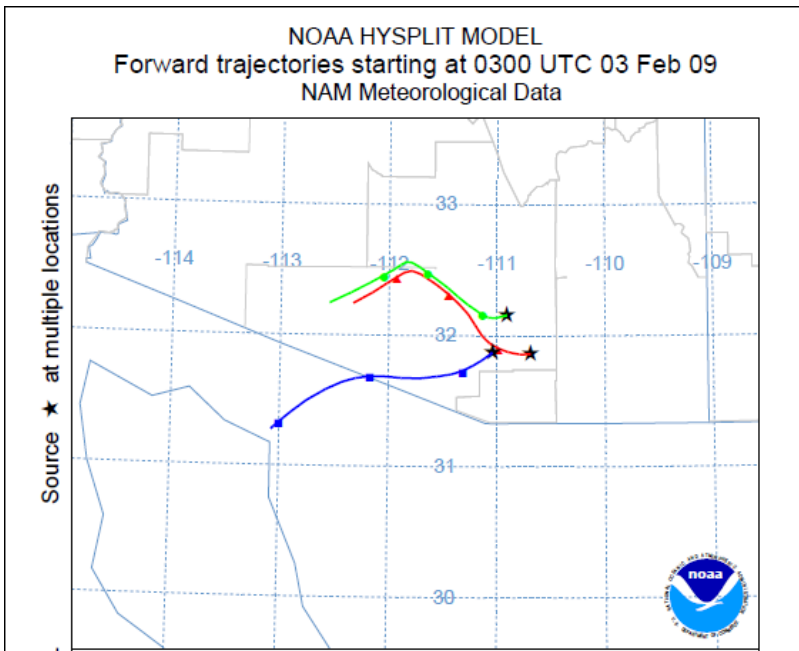 NOAA HYSPLIT MODEL
Forward trajectories starting at 0300 UTC 03 Feb 09
NAM Meteorological Data
Source ★ at multiple locations
33
-114
-113
-112
-111
-110
-109
32
31
30
noaa